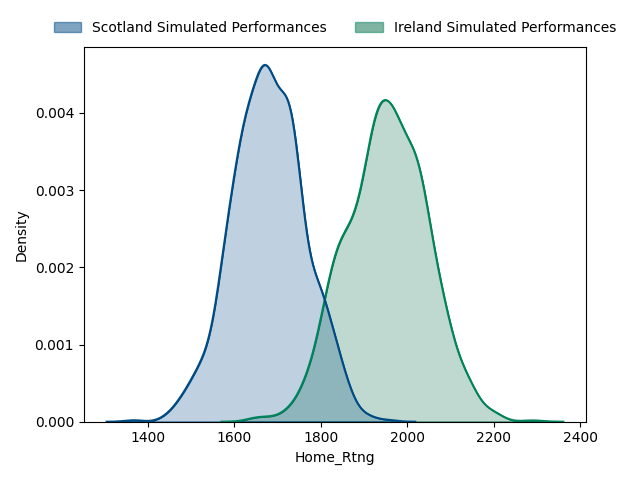 Scotland Simulated Performances Ireland Simulated Performances
0.004
0.003
0.002
0.001
0.000
Density
1400 1600 1800 2000 2200 2400
Home_Rtng